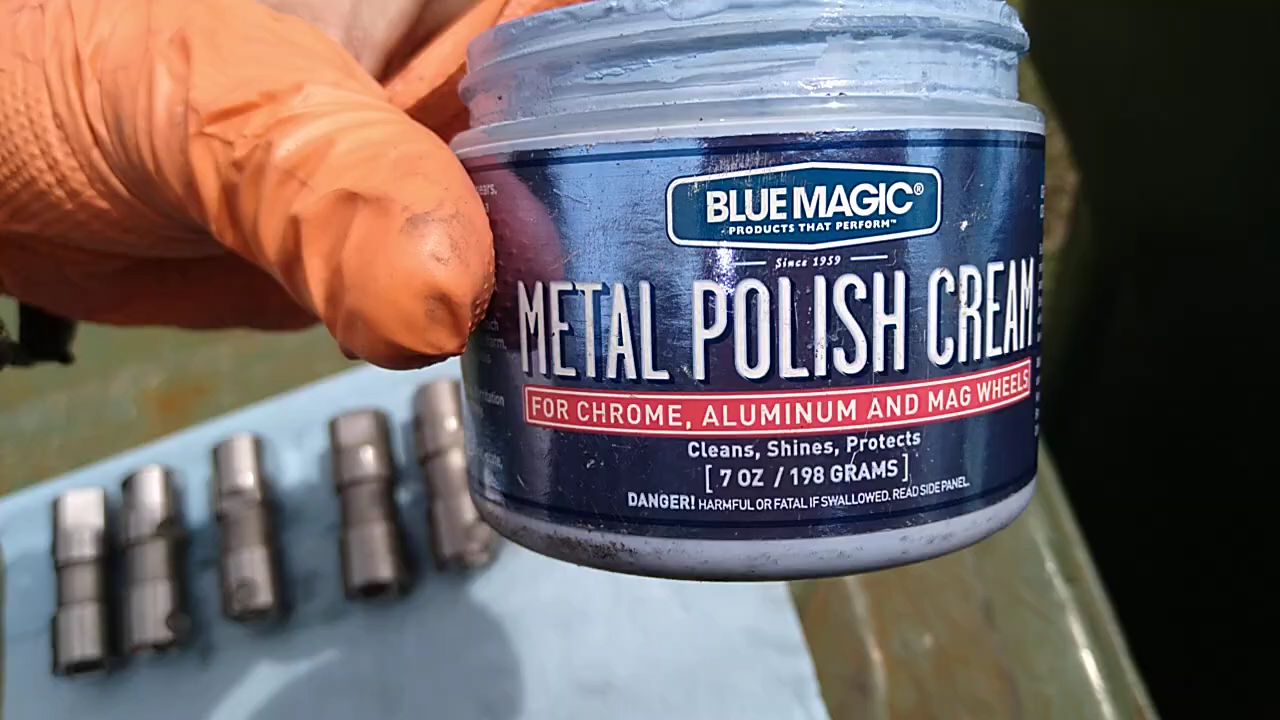 BLUE MAGIC®
PRODUCTS THAT PERFORM™
Since 1959
METAL POLISH CREAM
FOR CHROME, ALUMINUM AND MAG WHEELS
Cleans, Shines, Protects
[ 7 OZ / 198 GRAMS ]
DANGER! HARMFUL OR FATAL IF SWALLOWED. READ SIDE PANEL.